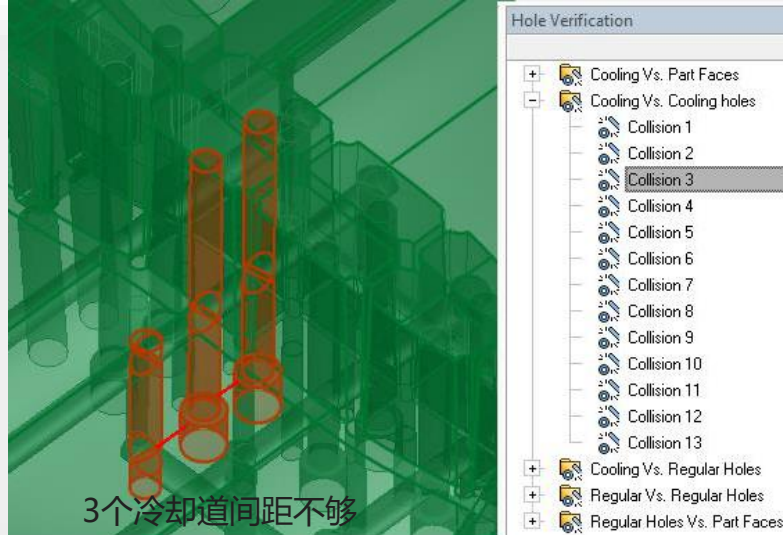 Hole Verification
Cooling Vs. Part Faces
Cooling Vs. Cooling holes
Collision 1
Collision 2
Collision 3
Collision 4
Collision 5
Collision 6
Collision 7
Collision 8
Collision 9
Collision 10
Collision 11
Collision 12
Collision 13
Cooling Vs. Regular Holes
Regular Vs. Regular Holes
Regular Holes Vs. Part Faces
3个冷却道间距不够